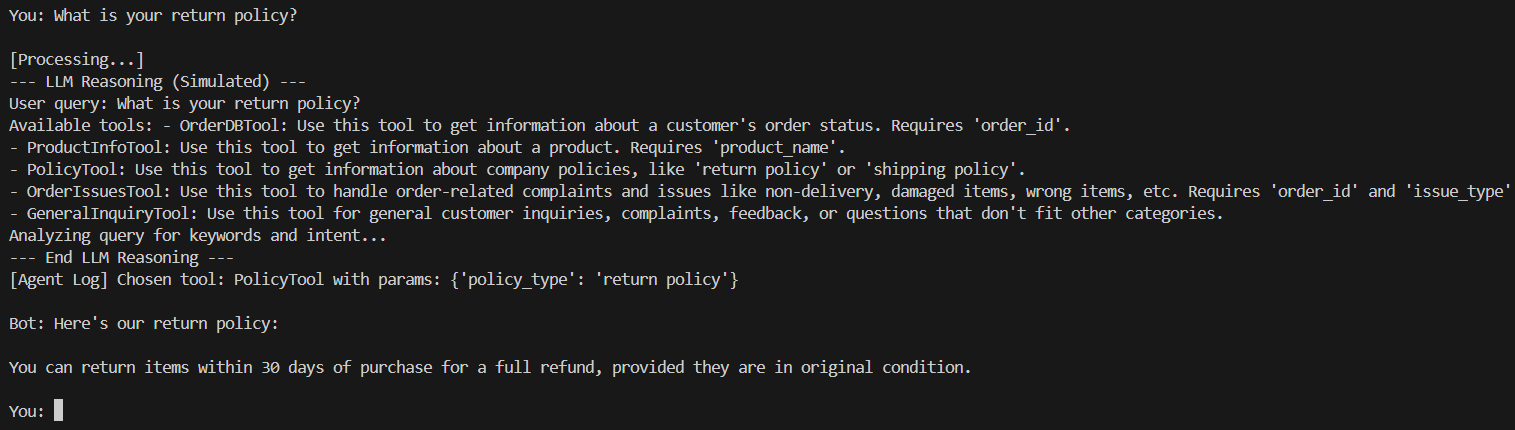 You: What is your return policy?
[Processing...]
--- LLM Reasoning (Simulated) ---
User query: What is your return policy?
Available tools: - OrderDBTool: Use this tool to get information about a customer's order status. Requires 'order_id'.
- ProductInfoTool: Use this tool to get information about a product. Requires 'product_name'.
- PolicyTool: Use this tool to get information about company policies, like 'return policy' or 'shipping policy'.
- OrderIssuesTool: Use this tool to handle order-related complaints and issues like non-delivery, damaged items, wrong items, etc. Requires 'order_id' and 'issue_type'
- GeneralInquiryTool: Use this tool for general customer inquiries, complaints, feedback, or questions that don't fit other categories.
Analyzing query for keywords and intent...
--- End LLM Reasoning ---
[Agent Log] Chosen tool: PolicyTool with params: {'policy_type': 'return policy'}
Bot: Here's our return policy:
You can return items within 30 days of purchase for a full refund, provided they are in original condition.
You: